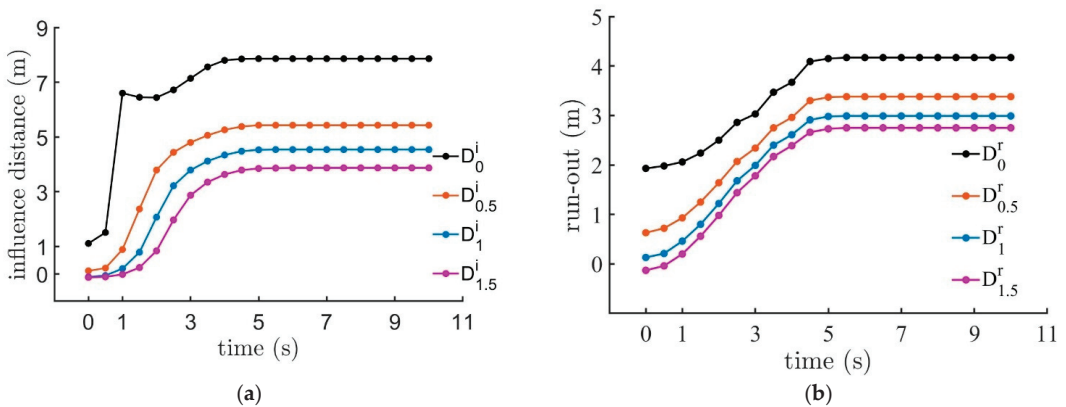 9
7
5
3
1
0
influence distance (m)
0 1 3 5 7 9 11
time (s)
D^i_0
D^i_0.5
D^i_1
D^i_1.5
(a)
5
4
3
2
1
0
run-out (m)
0 1 3 5 7 9 11
time (s)
D^r_0
D^r_0.5
D^r_1
D^r_1.5
(b)